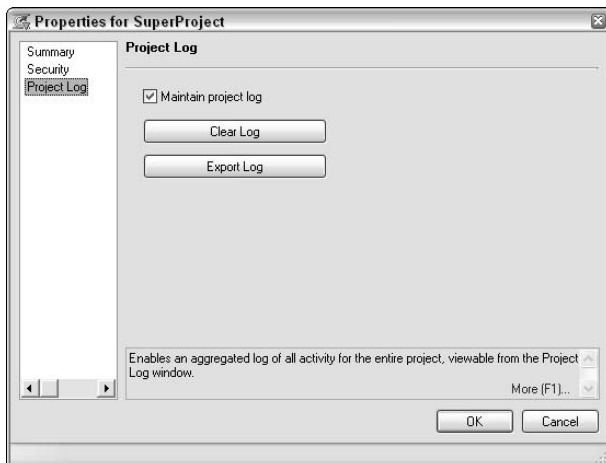 Properties for SuperProject
Summary
Security
Project Log
Project Log
Maintain project log
Clear Log
Export Log
Enables an aggregated log of all activity for the entire project, viewable from the Project
Log window.
More (F1)...
OK
Cancel